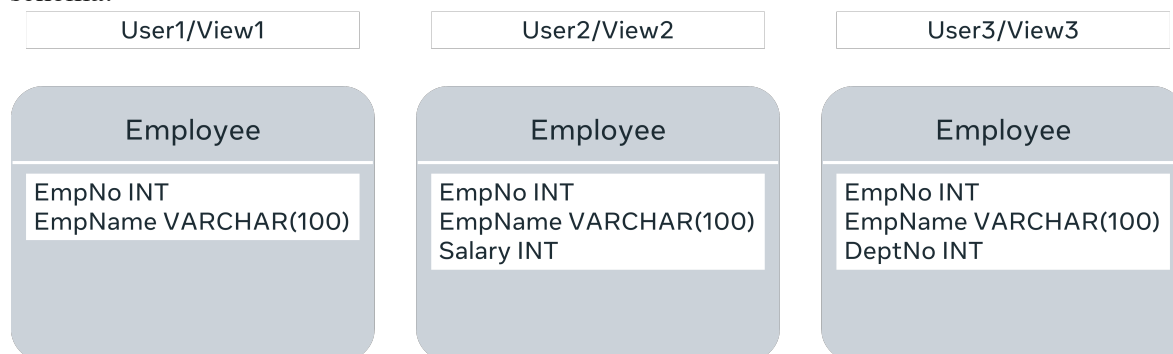 User1/View1
User2/View2
User3/View3
Employee
EmpNo INT
EmpName VARCHAR(100)
Employee
EmpNo INT
EmpName VARCHAR(100)
Salary INT
Employee
EmpNo INT
EmpName VARCHAR(100)
DeptNo INT